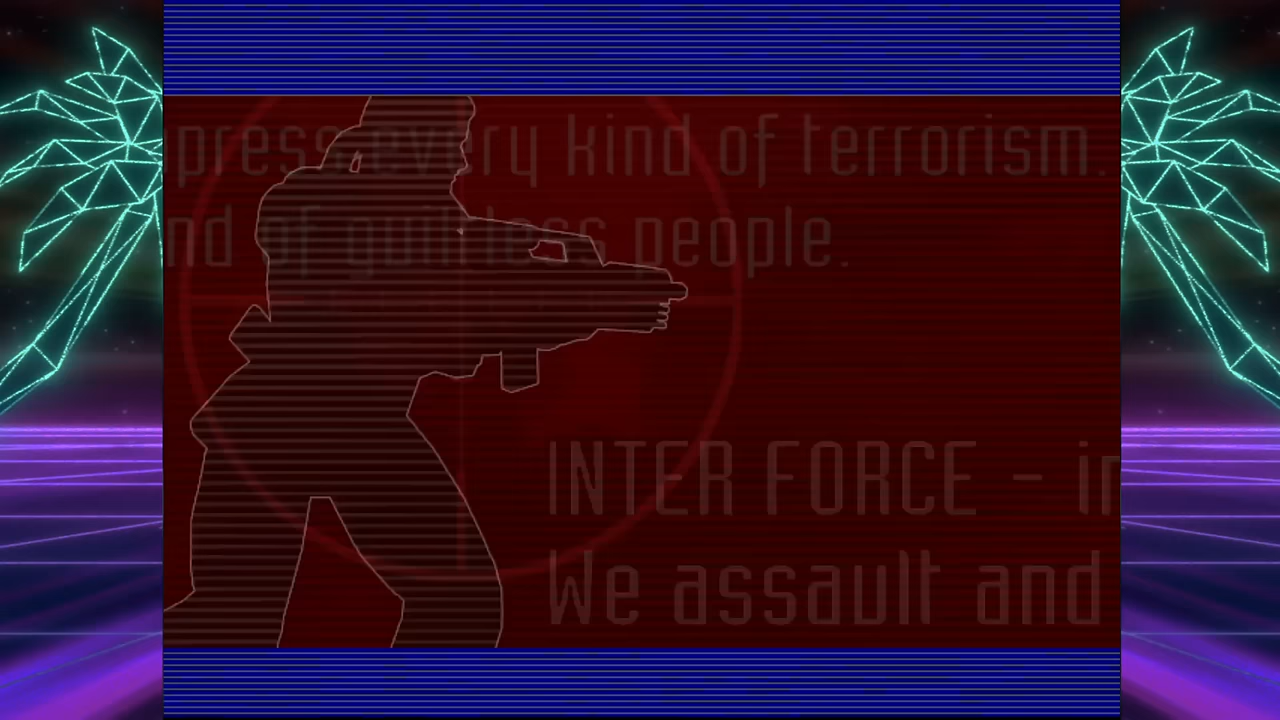 press every kind of terrorism.
nd of guiltless people.
INTER FORCE - in
We assault and